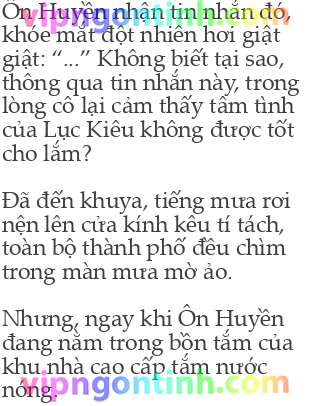 Ôn Huyền nhận tin nhắn đó,
khóe mắt đột nhiên hơi giật
giật: “...” Không biết tại sao,
thông qua tin nhắn này, trong
lòng cô lại cảm thấy tâm tình
của Lục Kiêu không được tốt
cho lắm?
Đã đến khuya, tiếng mưa rơi
nện lên cửa kính kêu tí tách,
toàn bộ thành phố đều chìm
trong màn mưa mờ ảo.
Nhưng, ngay khi Ôn Huyền
đang nằm trong bồn tắm của
khu nhà cao cấp tắm nước
nóng
vipngontinh.com
vipngontinh.com